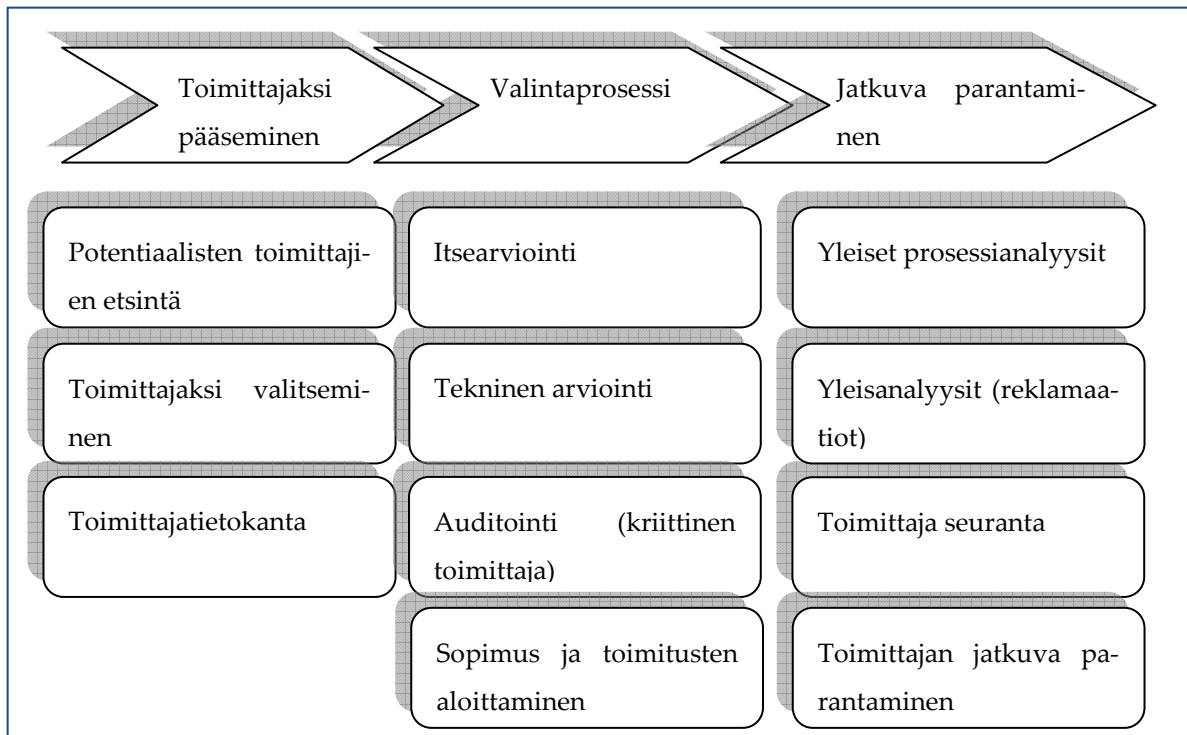 Toimittajaksi
pääseminen
Valintaprosessi
Jatkuva parantami-
nen
Potentiaalisten toimittaji-
en etsintä
Toimittajaksi valitsemi-
nen
Toimittajatietokanta
Itsearviointi
Tekninen arviointi
Auditointi (kriittinen
toimittaja)
Sopimus ja toimitusten
aloittaminen
Yleiset prosessianalyysit
Yleisanalyysit (reklamaa-
tiot)
Toimittaja seuranta
Toimittajan jatkuva pa-
rantaminen